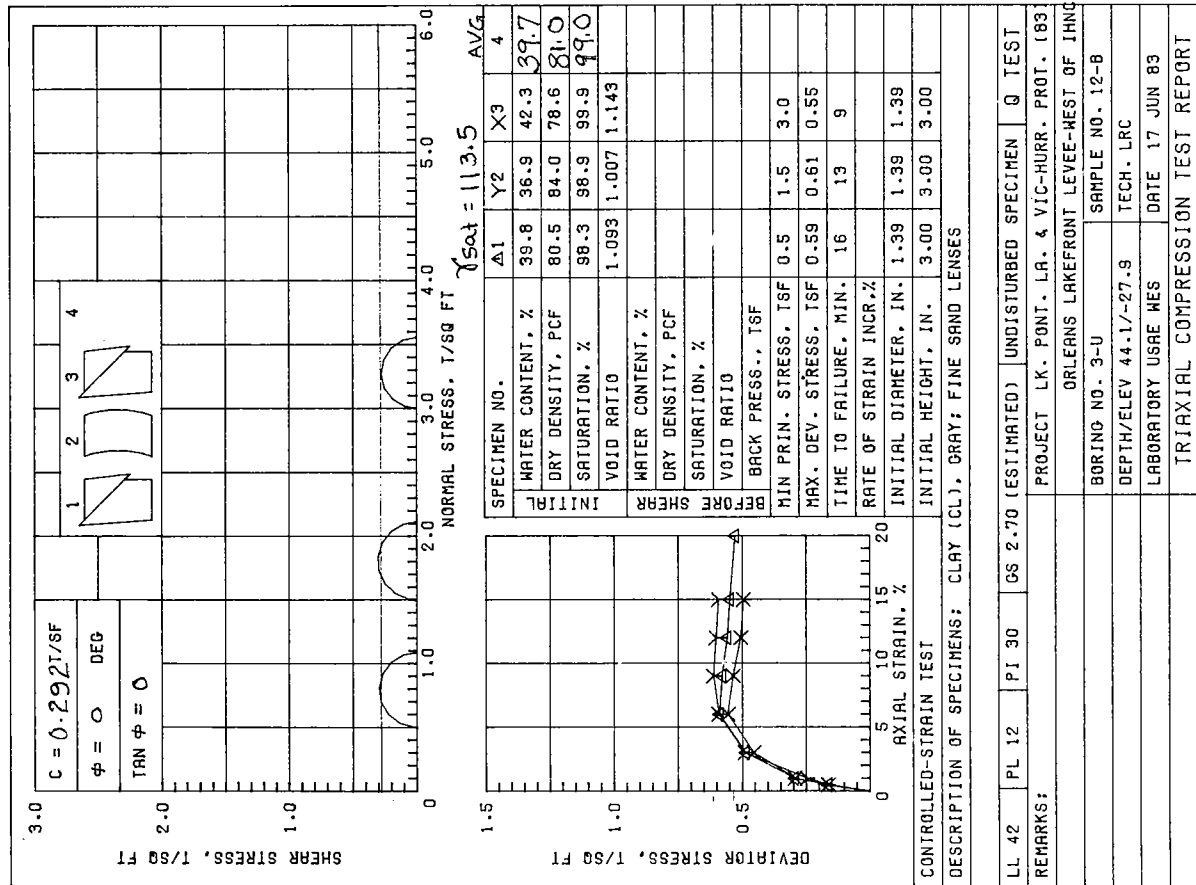 C = 0.292 T/SF
φ = 0 DEG
TAN φ = 0
1 2 3 4
SHEAR STRESS, T/SQ FT
3.0
2.0
1.0
0 1.0 2.0 3.0 4.0 5.0 6.0
NORMAL STRESS, T/SQ FT
γsat = 113.5
AVG
DEVIATOR STRESS, T/SQ FT
1.5
1.0
0.5
0 5 10 15 20
AXIAL STRAIN, %
SPECIMEN NO. Δ1 Y2 X3 4
INITIAL
WATER CONTENT, % 39.8 36.9 42.3 39.7
DRY DENSITY, PCF 80.5 84.0 78.6 81.0
SATURATION, % 98.3 98.9 99.9 99.0
VOID RATIO 1.093 1.007 1.143
BEFORE SHEAR
WATER CONTENT, %
DRY DENSITY, PCF
SATURATION, %
VOID RATIO
BACK PRESS., TSF
MIN PRIN. STRESS, TSF 0.5 1.5 3.0
MAX. DEV. STRESS, TSF 0.59 0.61 0.55
TIME TO FAILURE, MIN. 16 13 9
RATE OF STRAIN INCR,%
INITIAL DIAMETER, IN. 1.39 1.39 1.39
INITIAL HEIGHT, IN. 3.00 3.00 3.00
CONTROLLED-STRAIN TEST
DESCRIPTION OF SPECIMENS; CLAY (CL), GRAY; FINE SAND LENSES
LL 42 PL 12 PI 30 GS 2.70 (ESTIMATED) UNDISTURBED SPECIMEN Q TEST
REMARKS;
PROJECT LK. PONT. LA. & VIC-HURR. PROT. (83)
ORLEANS LAKEFRONT LEVEE-WEST OF IHNC
BORING NO. 3-U SAMPLE NO. 12-B
DEPTH/ELEV 44.1/-27.9 TECH. LRC
LABORATORY USAE WES DATE 17 JUN 83
TRIAXIAL COMPRESSION TEST REPORT